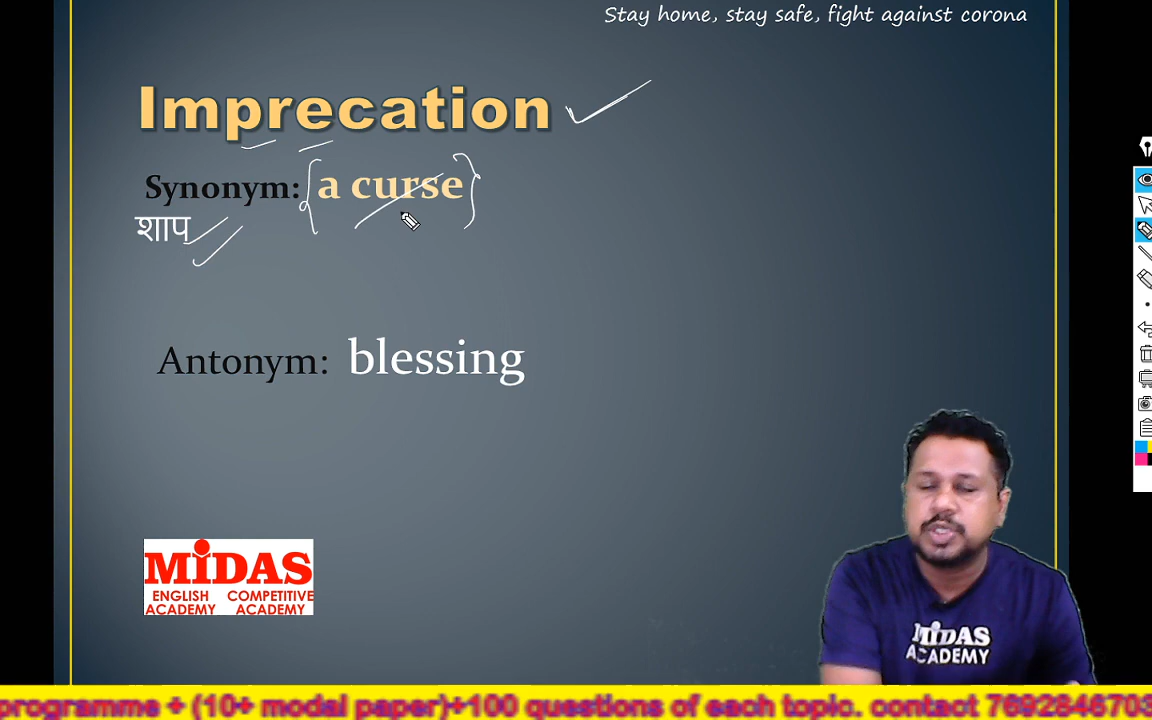 Stay home, stay safe, fight against corona
Imprecation
Synonym: a curse
शाप
Antonym: blessing
MiDAS
ENGLISH COMPETITIVE
ACADEMY ACADEMY
MiDAS
ACADEMY
programme + (10+ modal paper)+100 questions of each topic. contact 7692846703